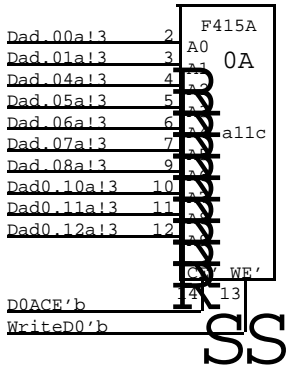 F415A
0A
Dad.00a!3 2 A0
Dad.01a!3 3 A1
Dad.04a!3 4 A2
Dad.05a!3 5
Dad.06a!3 6 a11c
Dad.07a!3 7
Dad.08a!3 9
Dad0.10a!3 10
Dad0.11a!3 11
Dad0.12a!3 12
WE'
14 13
D0ACE'b
WriteD0'b
SS